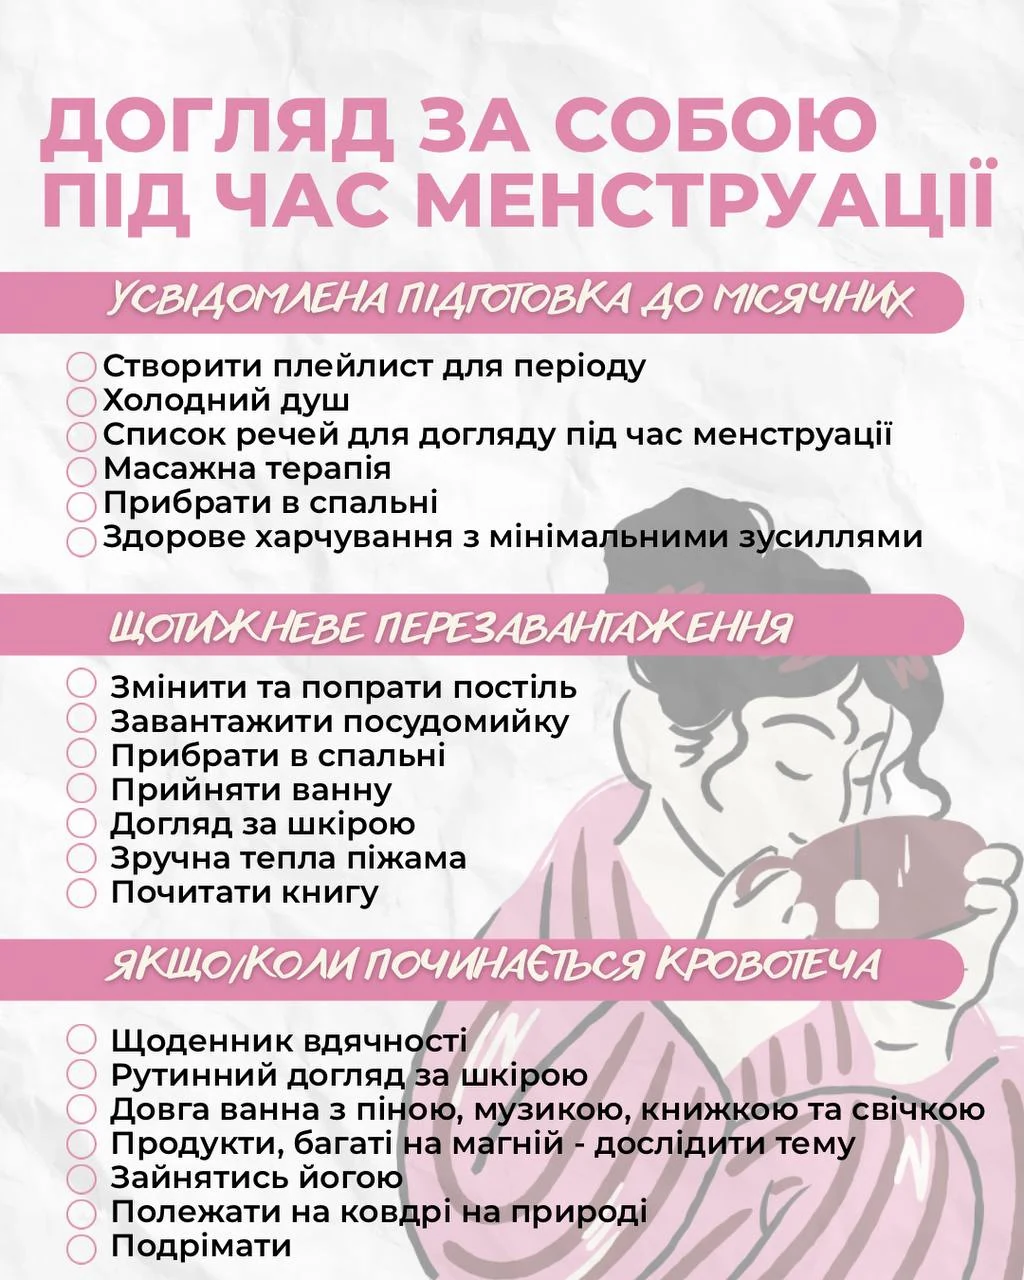 ДОГЛЯД ЗА СОБОЮ
ПІД ЧАС МЕНСТРУАЦІЇ
УСВІДОМЛЕНА ПІДГОТОВКА ДО МІСЯЧНИХ
Створити плейлист для періоду
Холодний душ
Список речей для догляду під час менструації
Масажна терапія
Прибрати в спальні
Здорове харчування з мінімальними зусиллями
ЩОТИЖНЕВЕ ПЕРЕЗАВАНТАЖЕННЯ
Змінити та попрати постіль
Завантажити посудомийку
Прибрати в спальні
Прийняти ванну
Догляд за шкірою
Зручна тепла піжама
Почитати книгу
ЯКЩО/КОЛИ ПОЧИНАЄТЬСЯ КРОВОТЕЧА
Щоденник вдячності
Рутинний догляд за шкірою
Довга ванна з піною, музикою, книжкою та свічкою
Продукти, багаті на магній - дослідити тему
Зайнятись йогою
Полежати на ковдрі на природі
Подрімати